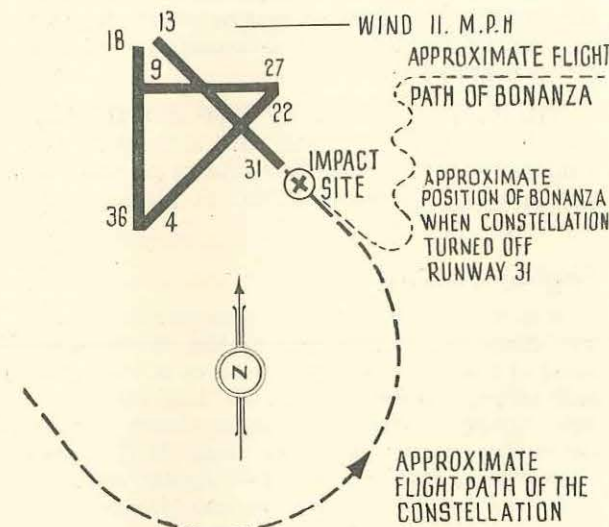 13
18
WIND 11. M.P.H
9
27
22
APPROXIMATE FLIGHT
PATH OF BONANZA
31
IMPACT
SITE
APPROXIMATE
POSITION OF BONANZA
WHEN CONSTELLATION
TURNED OFF
RUNWAY 31
36
4
N
APPROXIMATE
FLIGHT PATH OF THE
CONSTELLATION